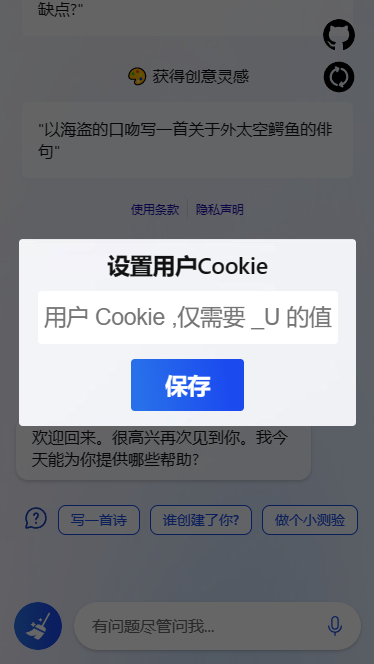 缺点?"
获得创意灵感
"以海盗的口吻写一首关于外太空鳄鱼的俳
句"
使用条款 隐私声明
设置用户Cookie
用户 Cookie ,仅需要 _U 的值
保存
欢迎回来。很高兴再次见到你。我今
天能为你提供哪些帮助?
写一首诗 谁创建了你? 做个小测验
有问题尽管问我...